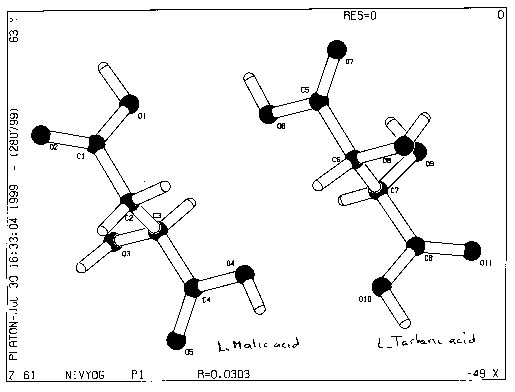 RES=0 0
63 Y
PLATON-JUL 30 16:33:04 1999 - (280799)
O7
C5
O6
O1
O2
C1
C6
O8
O9
C7
C2
C3
O3
C8
O11
O4
C4
O10
O5
L. Malic acid
L. Tartaric acid
Z 61 NEVYOG P1 R=0.0303 -49 X